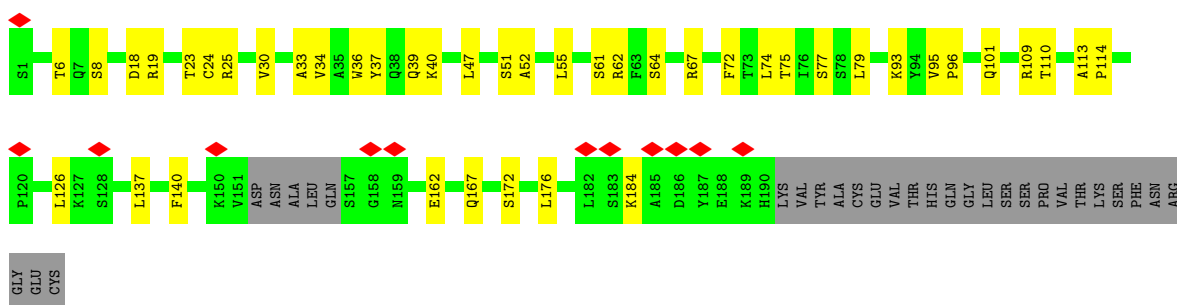 S1 T6 Q7 S8 D18 R19 T23 C24 R25 V30 A33 V34 A35 W36 Y37 Q38 Q39 K40 L47 S51 A52 L55 S61 R62 F63 S64 R67 F72 T73 L74 T75 I76 S77 S78 L79 K93 Y94 V95 P96 Q101 R109 T110 A113 P114
P120 L126 K127 S128 L137 F140 K150 V151 ASP ASN ALA LEU GLN S157 G158 N159 E162 Q167 S172 L176 L182 S183 K184 A185 D186 Y187 E188 K189 H190 LYS VAL TYR ALA CYS GLU VAL THR HIS GLN GLY LEU SER SER PRO VAL THR LYS SER PHE ASN ARG
GLY GLU CYS